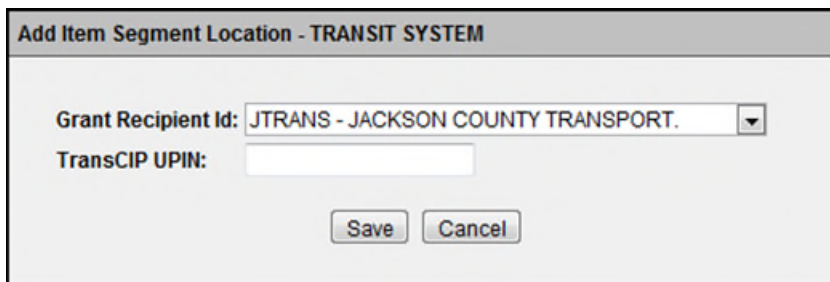 Add Item Segment Location - TRANSIT SYSTEM
Grant Recipient Id: JTRANS - JACKSON COUNTY TRANSPORT.
TransCIP UPIN:
Save Cancel